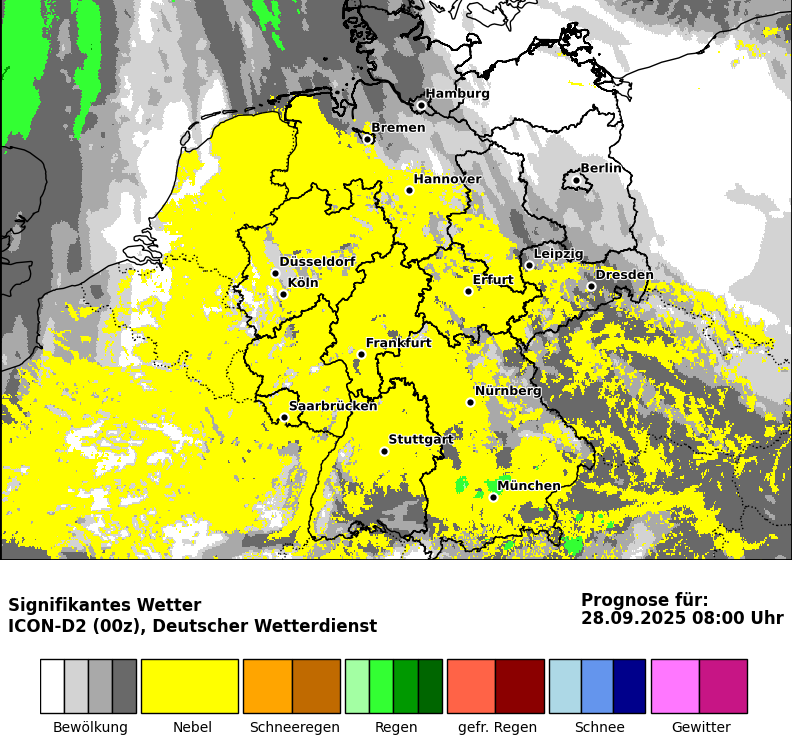 Hamburg
Bremen
Berlin
Hannover
Leipzig
Düsseldorf
Dresden
Köln
Erfurt
Frankfurt
Nürnberg
Saarbrücken
Stuttgart
München
Signifikantes Wetter
ICON-D2 (00z), Deutscher Wetterdienst
Prognose für:
28.09.2025 08:00 Uhr
Bewölkung
Nebel
Schneeregen
Regen
gefr. Regen
Schnee
Gewitter